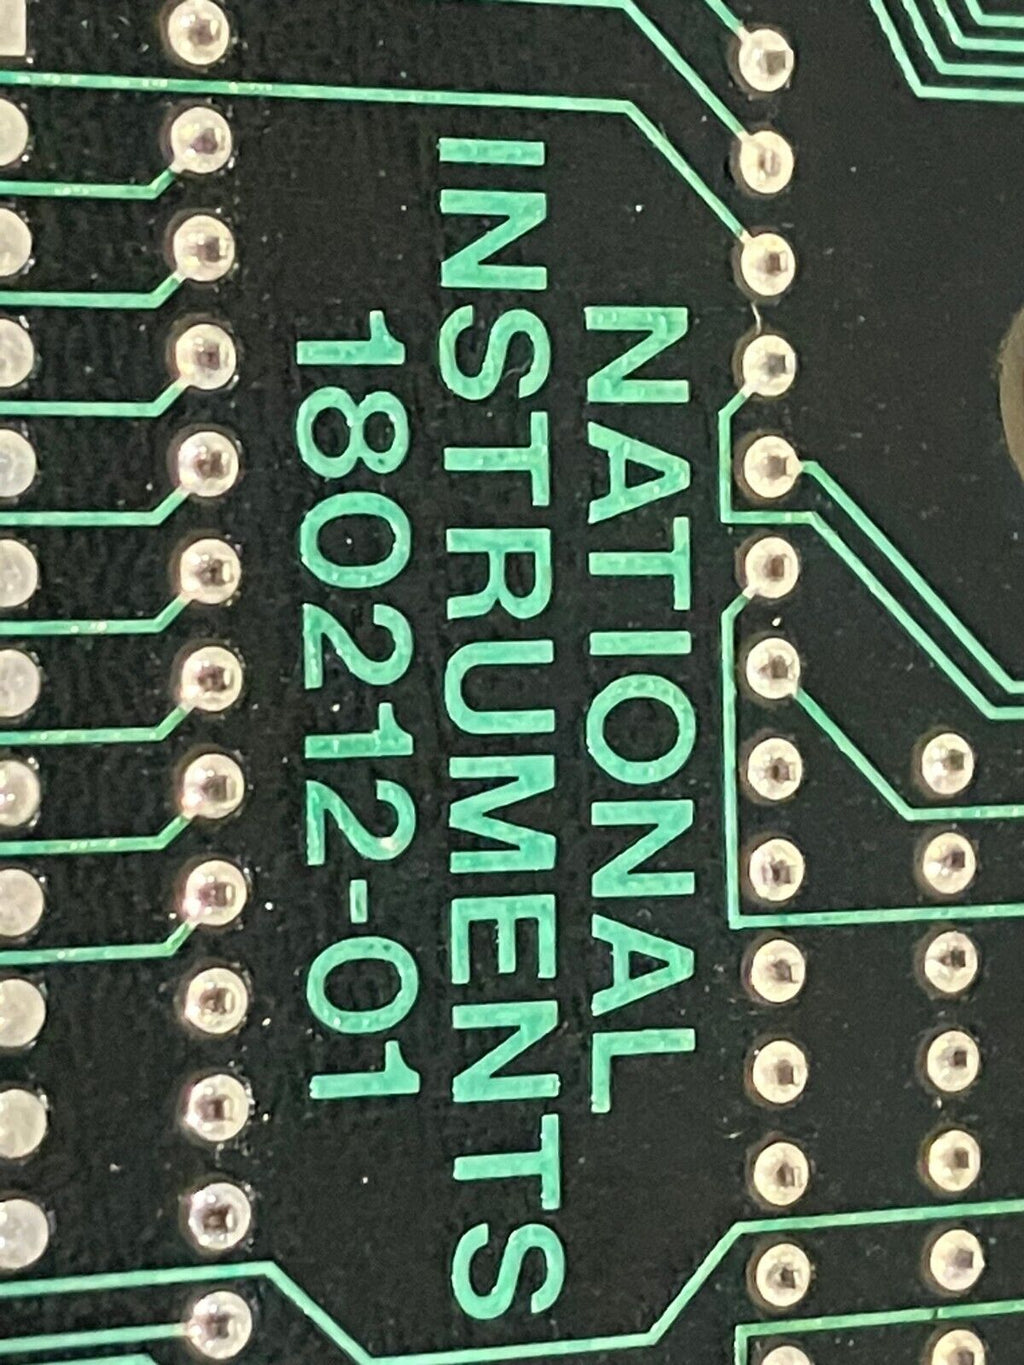 NATIONAL
INSTRUMENTS
180212-01